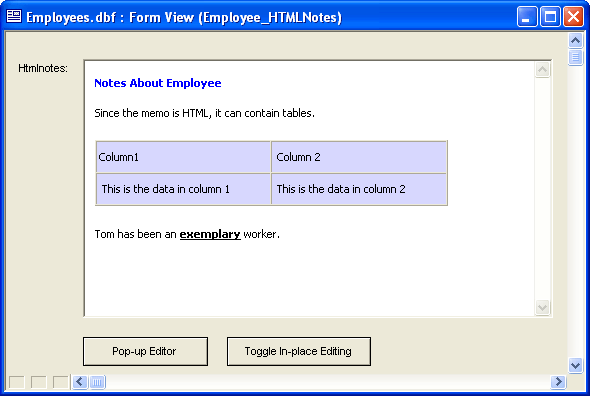 Employees.dbf : Form View (Employee_HTMLNotes)
Htmlnotes:
Notes About Employee
Since the memo is HTML, it can contain tables.
Column1 Column 2
This is the data in column 1 This is the data in column 2
Tom has been an exemplary worker.
Pop-up Editor Toggle In-place Editing